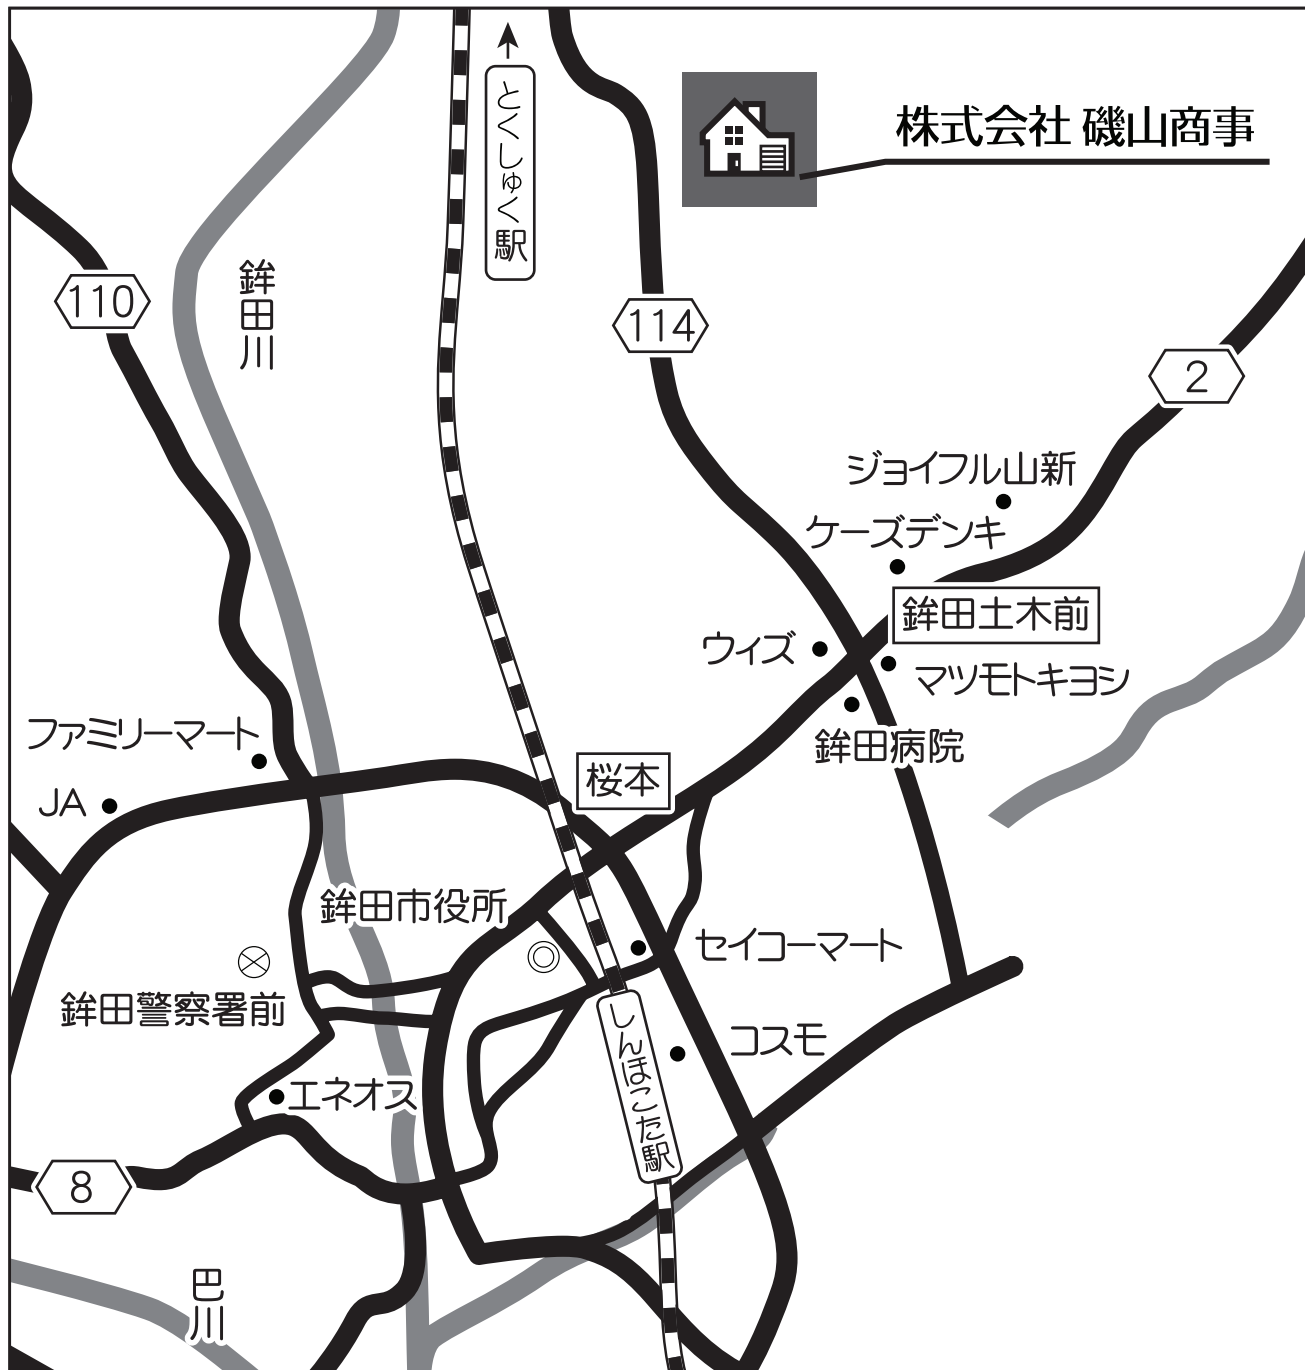 とくしゅく駅
株式会社 磯山商事
110
鉾田川
114
2
ジョイフル山新
ケーズデンキ
鉾田土木前
ウィズ
マツモトキヨシ
ファミリーマート
鉾田病院
桜本
JA
鉾田市役所
セイコーマート
鉾田警察署前
しんほこた駅
コスモ
エネオス
8
巴川